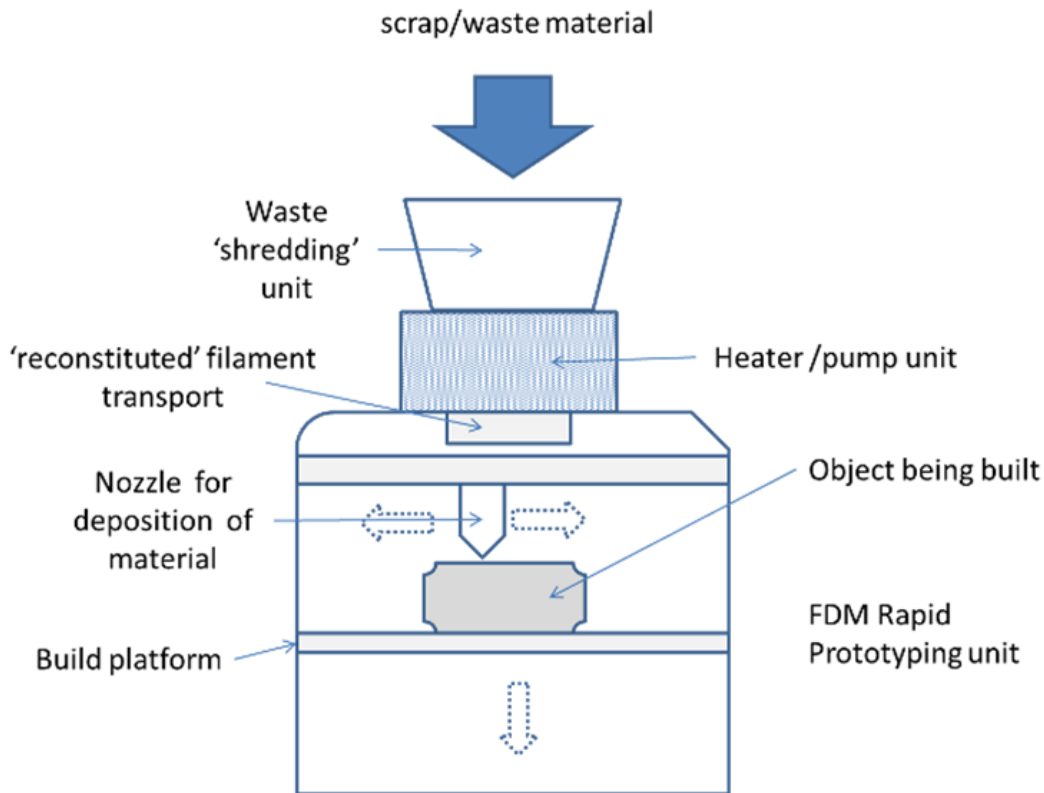 scrap/waste material
Waste
‘shredding’
unit
‘reconstituted’ filament
transport
Heater /pump unit
Nozzle for
deposition of
material
Object being built
Build platform
FDM Rapid
Prototyping unit